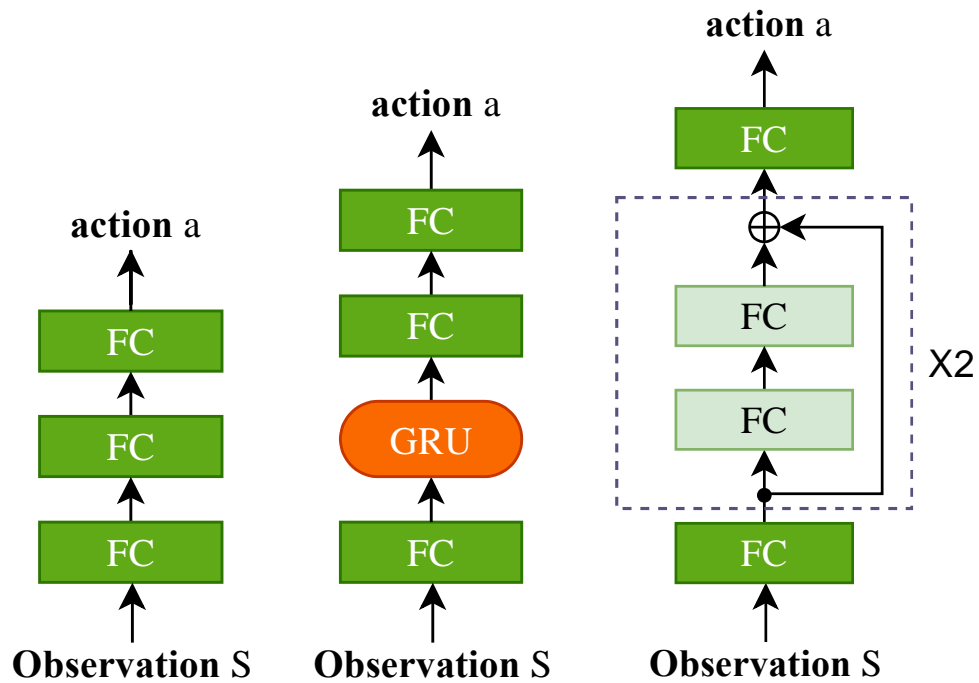 action a
FC
FC
FC
Observation S
action a
FC
FC
GRU
FC
Observation S
action a
FC
FC
FC
X2
FC
Observation S